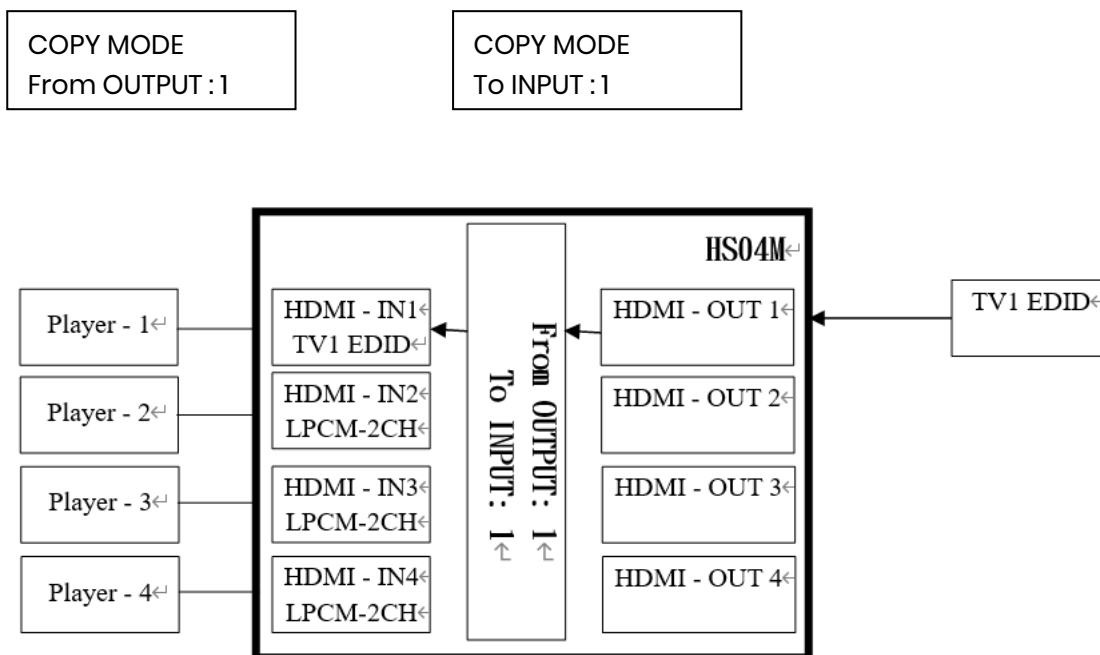 COPY MODE
From OUTPUT : 1
COPY MODE
To INPUT : 1
HS04M↵
Player - 1↵
HDMI - IN1↵
TV1 EDID↵
From OUTPUT: 1↵
To INPUT: 1↵
HDMI - OUT 1↵
TV1 EDID↵
Player - 2↵
HDMI - IN2↵
LPCM-2CH↵
HDMI - OUT 2↵
Player - 3↵
HDMI - IN3↵
LPCM-2CH↵
HDMI - OUT 3↵
Player - 4↵
HDMI - IN4↵
LPCM-2CH↵
HDMI - OUT 4↵